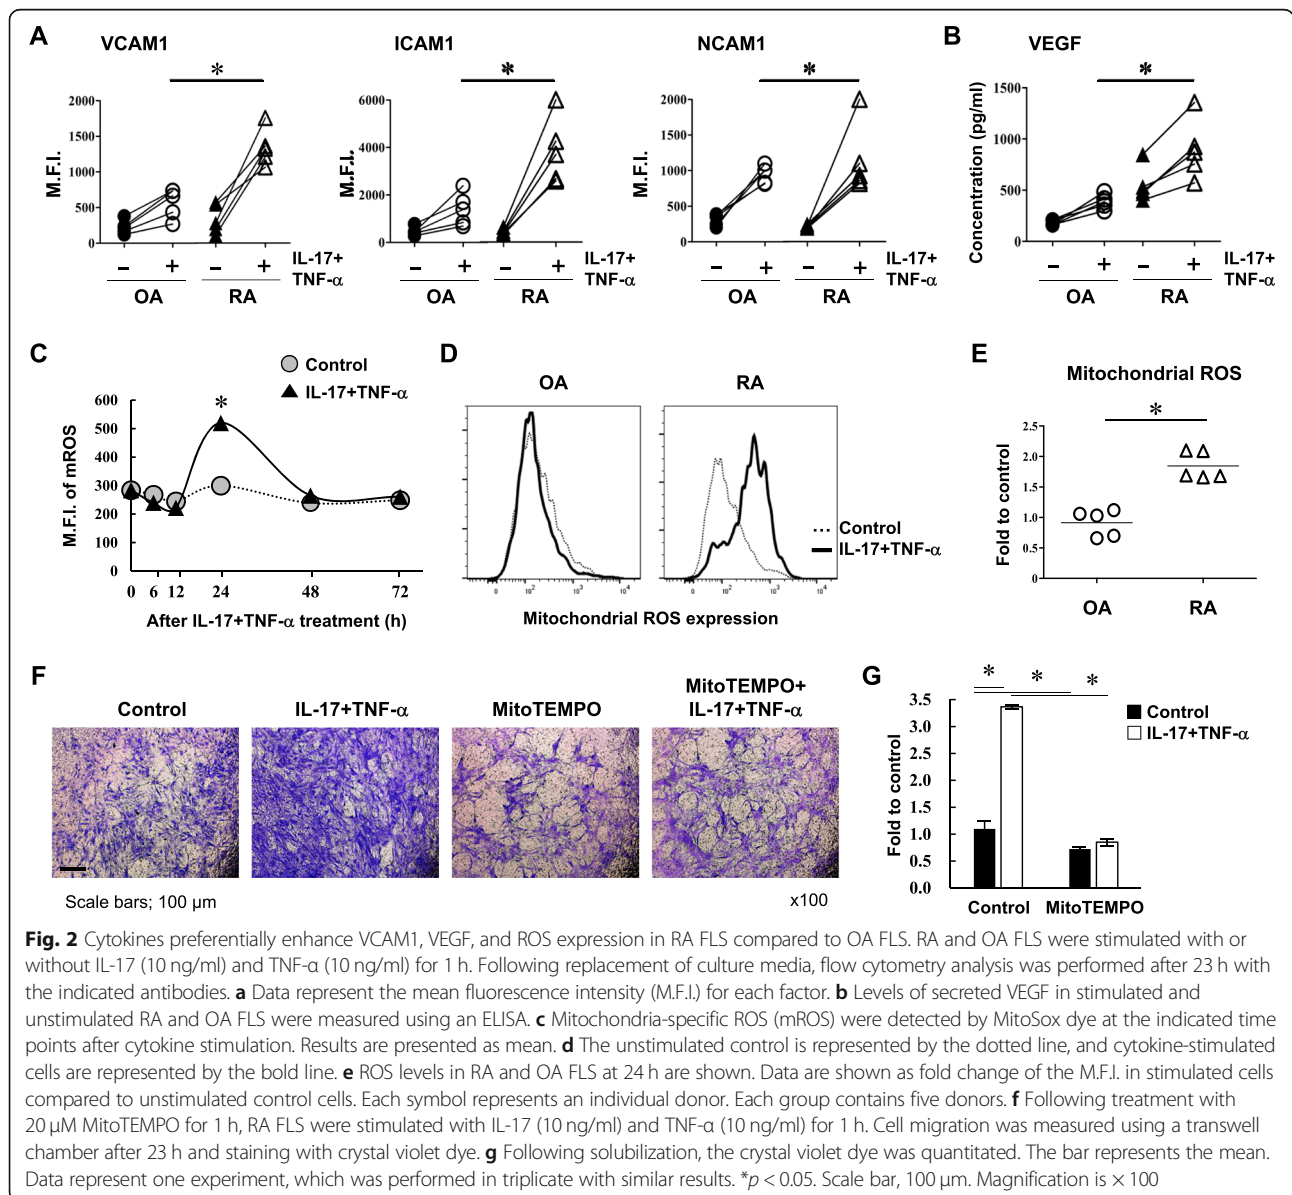 A
VCAM1
ICAM1
NCAM1
B
VEGF
*
*
*
*
M.F.I.
2000
1500
1000
500
0
− + − +
OA RA
IL-17+
TNF-α
M.F.I.
6000
4000
2000
0
− + − +
OA RA
IL-17+
TNF-α
M.F.I.
2000
1500
1000
500
0
− + − +
OA RA
IL-17+
TNF-α
Concentration (pg/ml)
1500
1000
500
0
− + − +
OA RA
IL-17+
TNF-α
C
Control
IL-17+TNF-α
M.F.I. of mROS
600
500
400
300
200
100
0
*
0 6 12 24 48 72
After IL-17+TNF-α treatment (h)
D
OA
RA
0 10² 10³ 10⁴
0 10² 10³ 10⁴
Control
IL-17+TNF-α
Mitochondrial ROS expression
E
Mitochondrial ROS
*
Fold to control
2.5
2.0
1.5
1.0
0.5
0
OA RA
F
Control
IL-17+TNF-α
MitoTEMPO
MitoTEMPO+
IL-17+TNF-α
Scale bars; 100 μm
x100
G
* * *
Control
IL-17+TNF-α
Fold to control
3.5
3.0
2.5
2.0
1.5
1.0
0.5
0.0
Control MitoTEMPO
Fig. 2 Cytokines preferentially enhance VCAM1, VEGF, and ROS expression in RA FLS compared to OA FLS. RA and OA FLS were stimulated with or
without IL-17 (10 ng/ml) and TNF-α (10 ng/ml) for 1 h. Following replacement of culture media, flow cytometry analysis was performed after 23 h with
the indicated antibodies. a Data represent the mean fluorescence intensity (M.F.I.) for each factor. b Levels of secreted VEGF in stimulated and
unstimulated RA and OA FLS were measured using an ELISA. c Mitochondria-specific ROS (mROS) were detected by MitoSox dye at the indicated time
points after cytokine stimulation. Results are presented as mean. d The unstimulated control is represented by the dotted line, and cytokine-stimulated
cells are represented by the bold line. e ROS levels in RA and OA FLS at 24 h are shown. Data are shown as fold change of the M.F.I. in stimulated cells
compared to unstimulated control cells. Each symbol represents an individual donor. Each group contains five donors. f Following treatment with
20 μM MitoTEMPO for 1 h, RA FLS were stimulated with IL-17 (10 ng/ml) and TNF-α (10 ng/ml) for 1 h. Cell migration was measured using a transwell
chamber after 23 h and staining with crystal violet dye. g Following solubilization, the crystal violet dye was quantitated. The bar represents the mean.
Data represent one experiment, which was performed in triplicate with similar results. *p < 0.05. Scale bar, 100 μm. Magnification is × 100